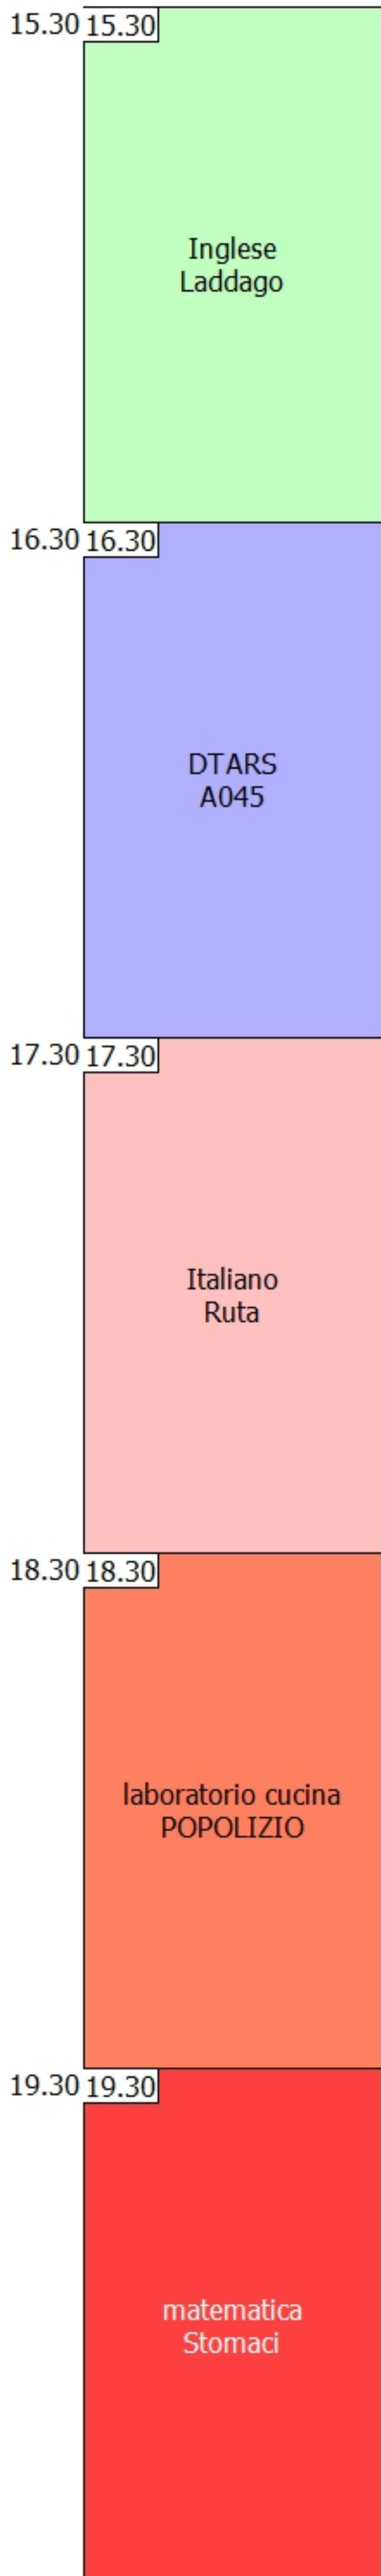 15.30 15.30
Inglese
Laddago
16.30 16.30
DTARS
A045
17.30 17.30
Italiano
Ruta
18.30 18.30
laboratorio cucina
POPOLIZIO
19.30 19.30
matematica
Stomaci